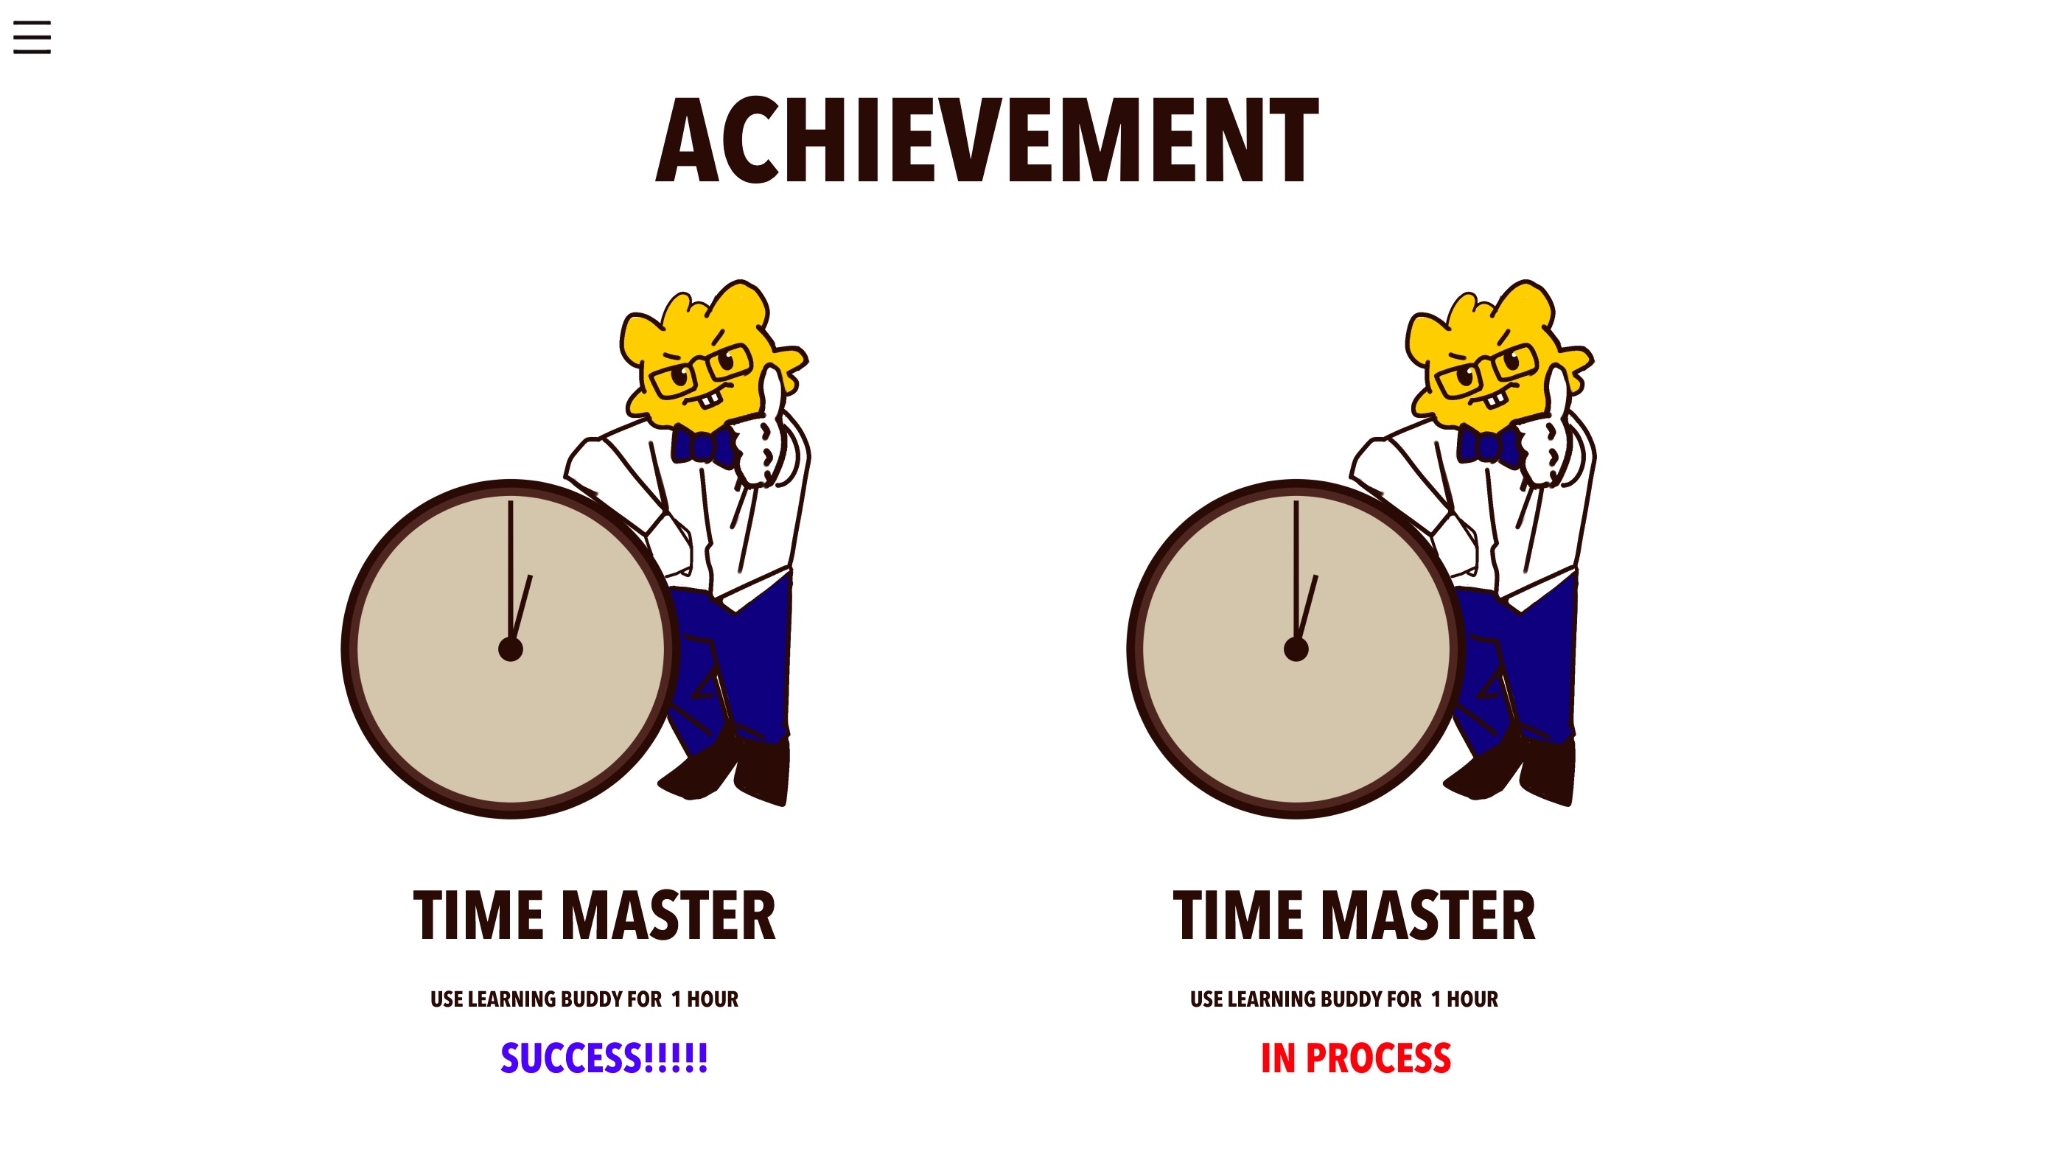 ACHIEVEMENT
TIME MASTER
USE LEARNING BUDDY FOR 1 HOUR
SUCCESS!!!!!
TIME MASTER
USE LEARNING BUDDY FOR 1 HOUR
IN PROCESS